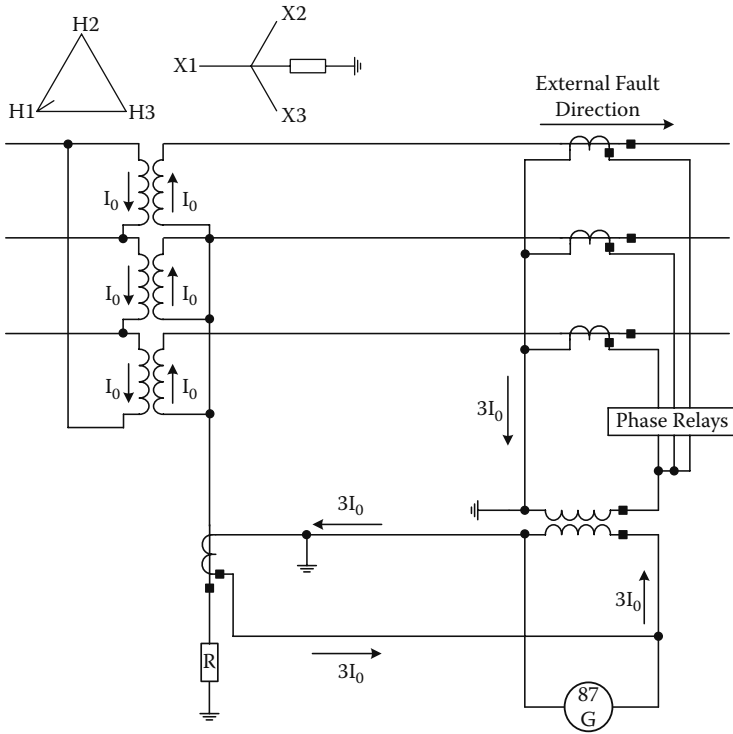 H2
H1
H3
X2
X1
X3
External Fault
Direction
I₀
I₀
I₀
I₀
I₀
I₀
3I₀
Phase Relays
3I₀
3I₀
3I₀
R
87
G